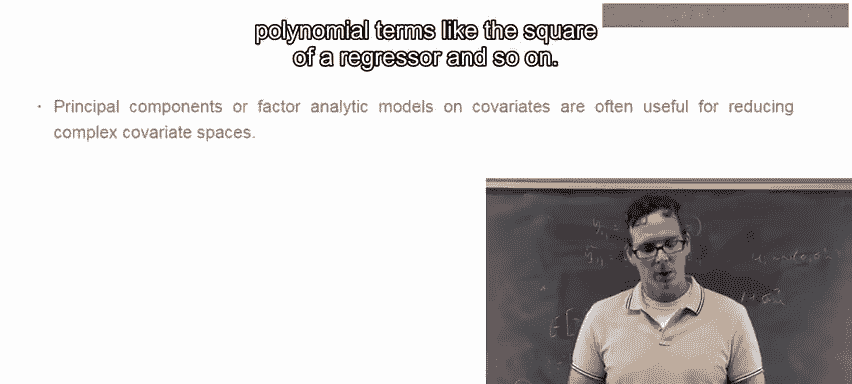 polynomial terms like the square
of a regressor and so on.
· Principal components or factor analytic models on covariates are often useful for reducing
complex covariate spaces.